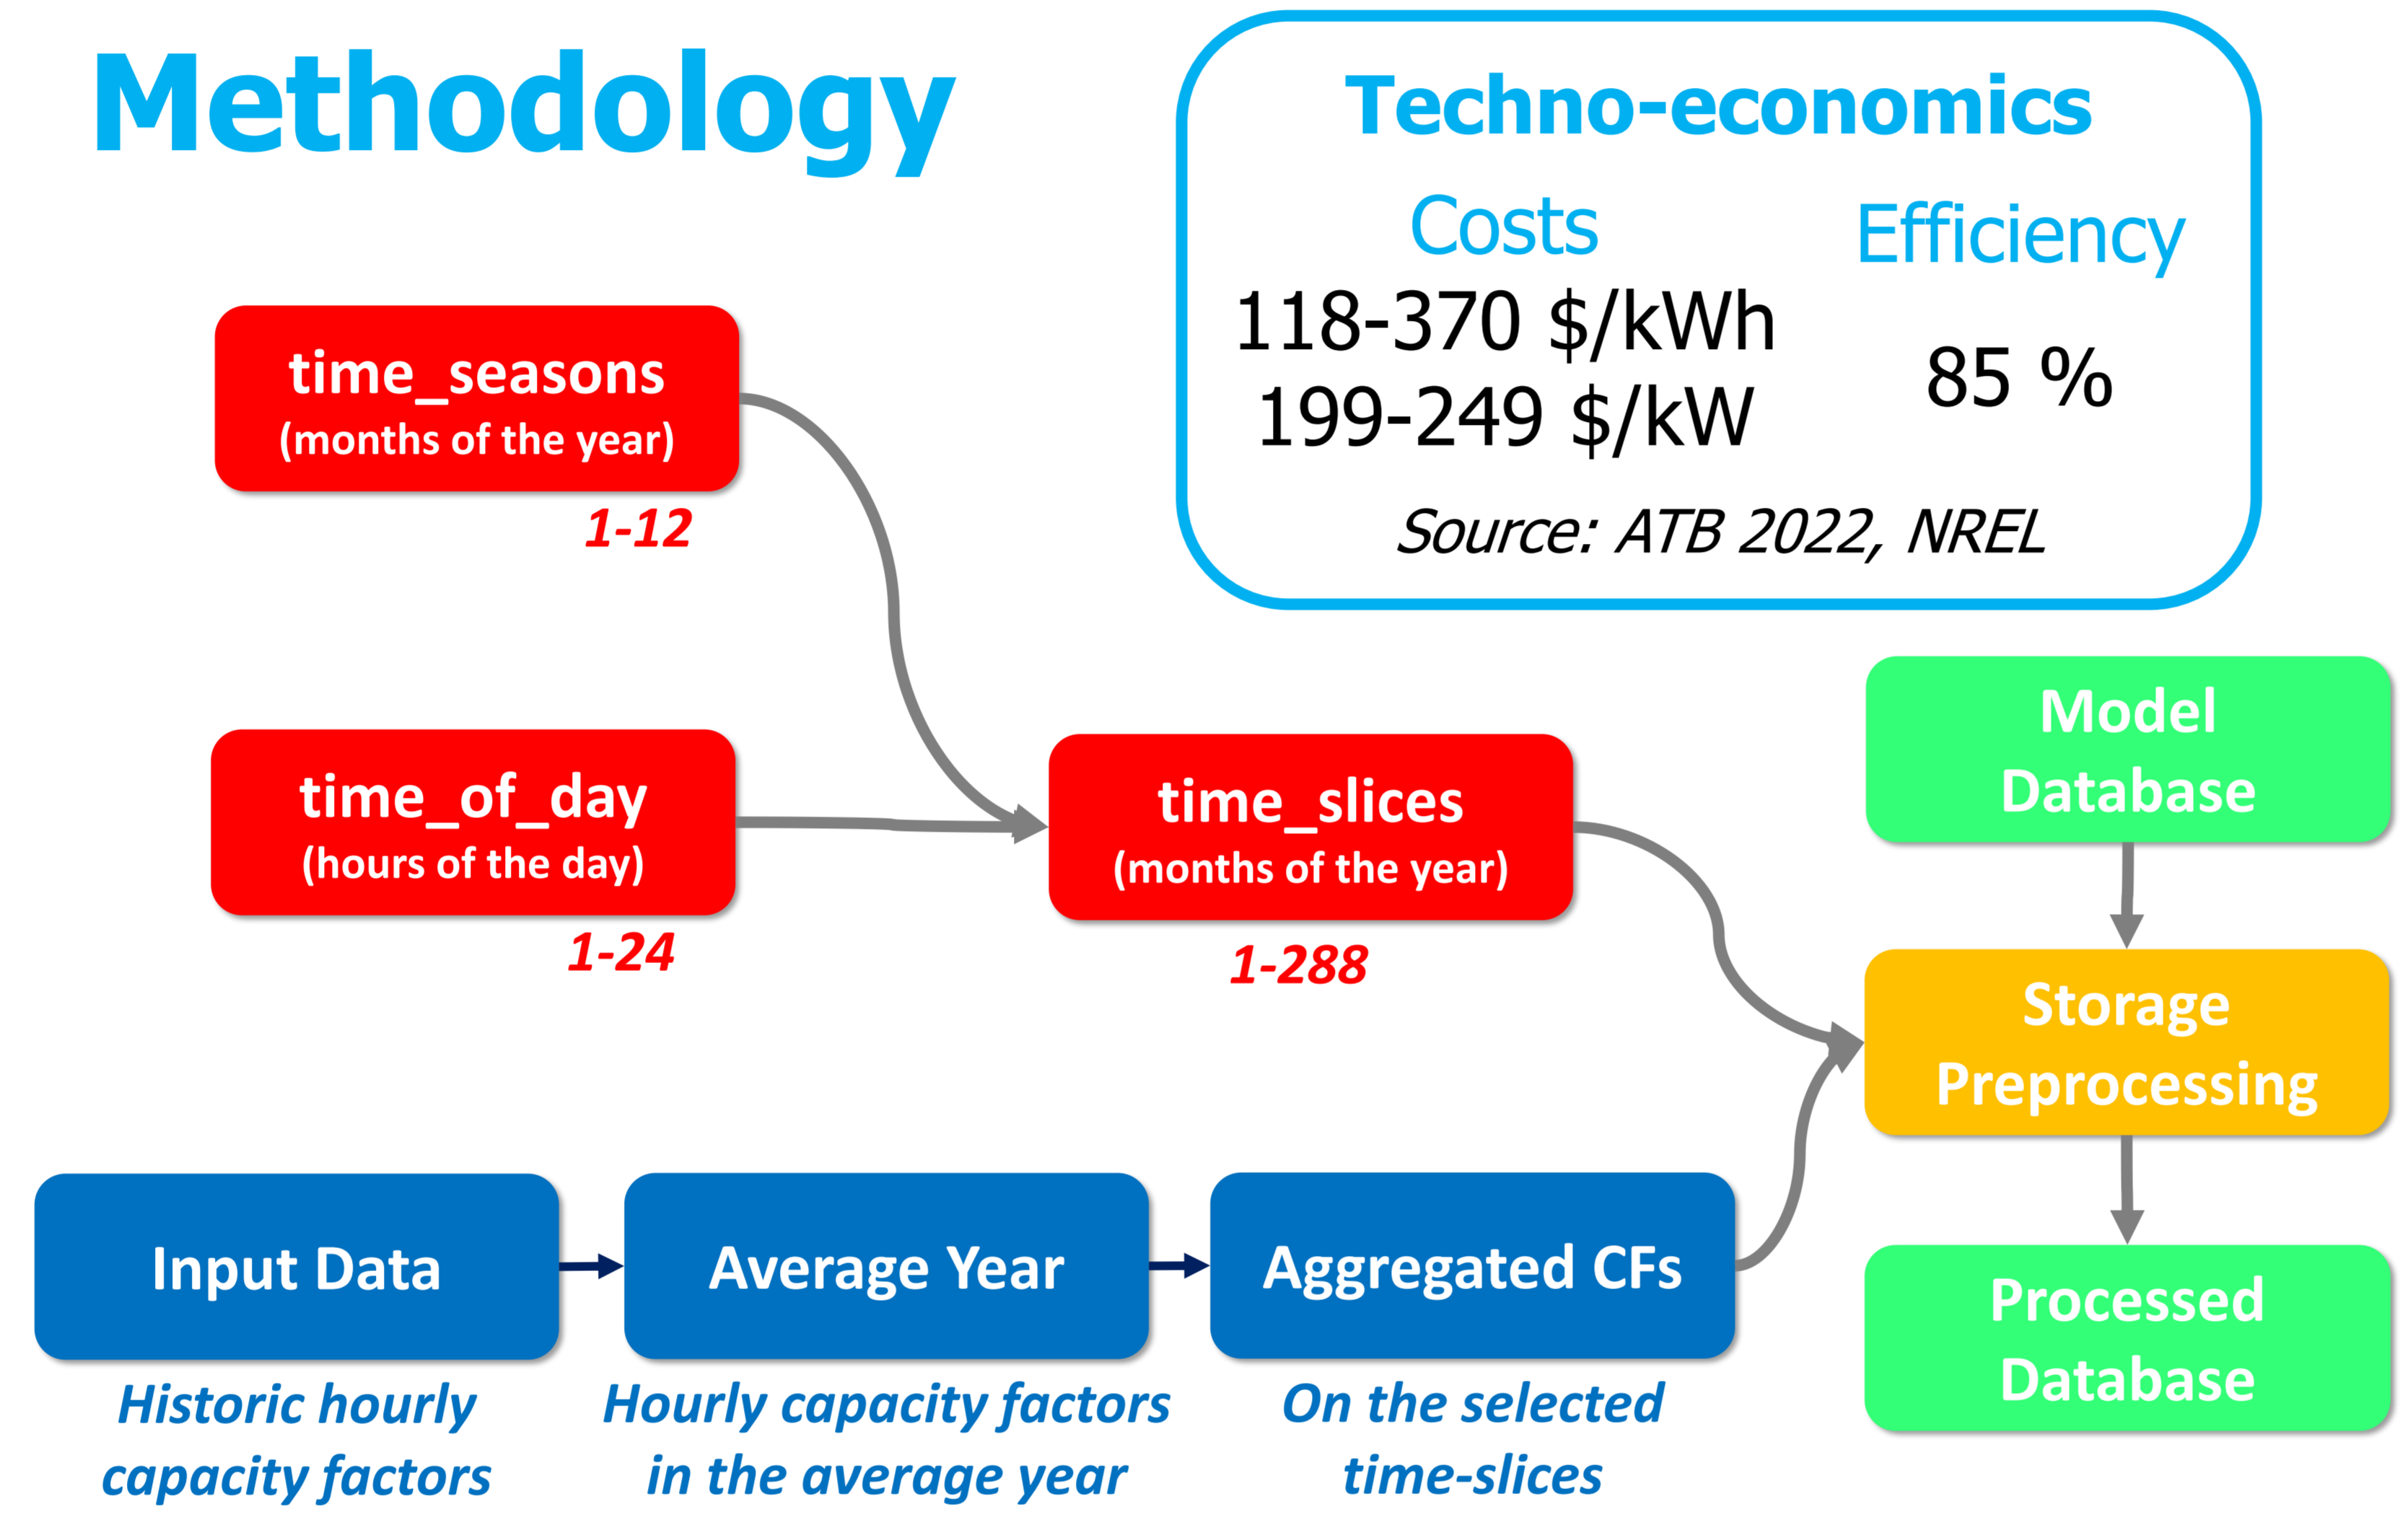 Methodology
Techno-economics
Costs
Efficiency
118-370 $/kWh
199-249 $/kW
85 %
Source: ATB 2022, NREL
time_seasons
(months of the year)
1-12
time_of_day
(hours of the day)
1-24
time_slices
(months of the year)
1-288
Model
Database
Storage
Preprocessing
Processed
Database
Input Data
Historic hourly
capacity factors
Average Year
Hourly capacity factors
in the average year
Aggregated CFs
On the selected
time-slices